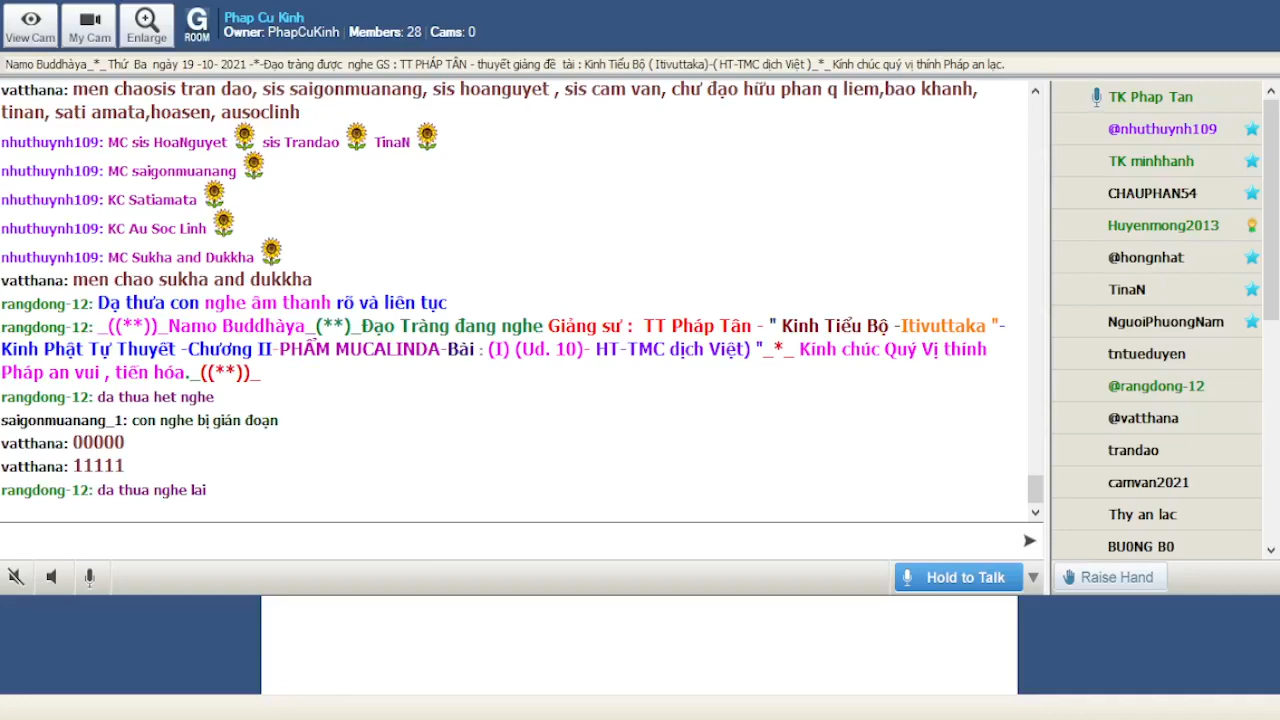 View Cam
My Cam
Enlarge
G
ROOM
Phap Cu Kinh
Owner: PhapCuKinh | Members: 28 | Cams: 0
Namo Buddhàya_*_Thứ Ba ngày 19 -10- 2021 -*-Đạo tràng được nghe GS : TT PHÁP TÂN - thuyết giảng đề tài : Kinh Tiểu Bộ ( Itivuttaka)-( HT-TMC dịch Việt )_*_Kính chúc quý vị thính Pháp an lạc.
vatthana: men chaosis tran dao, sis saigonmuanang, sis hoanguyet , sis cam van, chư đạo hữu phan q liem,bao khanh,
tinan, sati amata,hoasen, ausoclinh
nhuthuynh109: MC sis HoaNguyet sis Trandao TinaN
nhuthuynh109: MC saigonmuanang
nhuthuynh109: KC Satiamata
nhuthuynh109: KC Au Soc Linh
nhuthuynh109: MC Sukha and Dukkha
vatthana: men chao sukha and dukkha
rangdong-12: Dạ thưa con nghe âm thanh rõ và liên tục
rangdong-12: _((**))_Namo Buddhàya_(**)_Đạo Tràng đang nghe Giảng sư : TT Pháp Tân - " Kinh Tiểu Bộ -Itivuttaka "-
Kinh Phật Tự Thuyết -Chương II-PHẨM MUCALINDA-Bài : (I) (Ud. 10)- HT-TMC dịch Việt) "_*_ Kính chúc Quý Vị thính
Pháp an vui , tiến hóa._((**))_
rangdong-12: da thua het nghe
saigonmuanang_1: con nghe bị gián đoạn
vatthana: 00000
vatthana: 11111
rangdong-12: da thua nghe lai
Hold to Talk
TK Phap Tan
@nhuthuynh109
TK minhhanh
CHAUPHAN54
Huyenmong2013
@hongnhat
TinaN
NguoiPhuongNam
tntueduyen
@rangdong-12
@vatthana
trandao
camvan2021
Thy an lac
BU0NG B0
Raise Hand